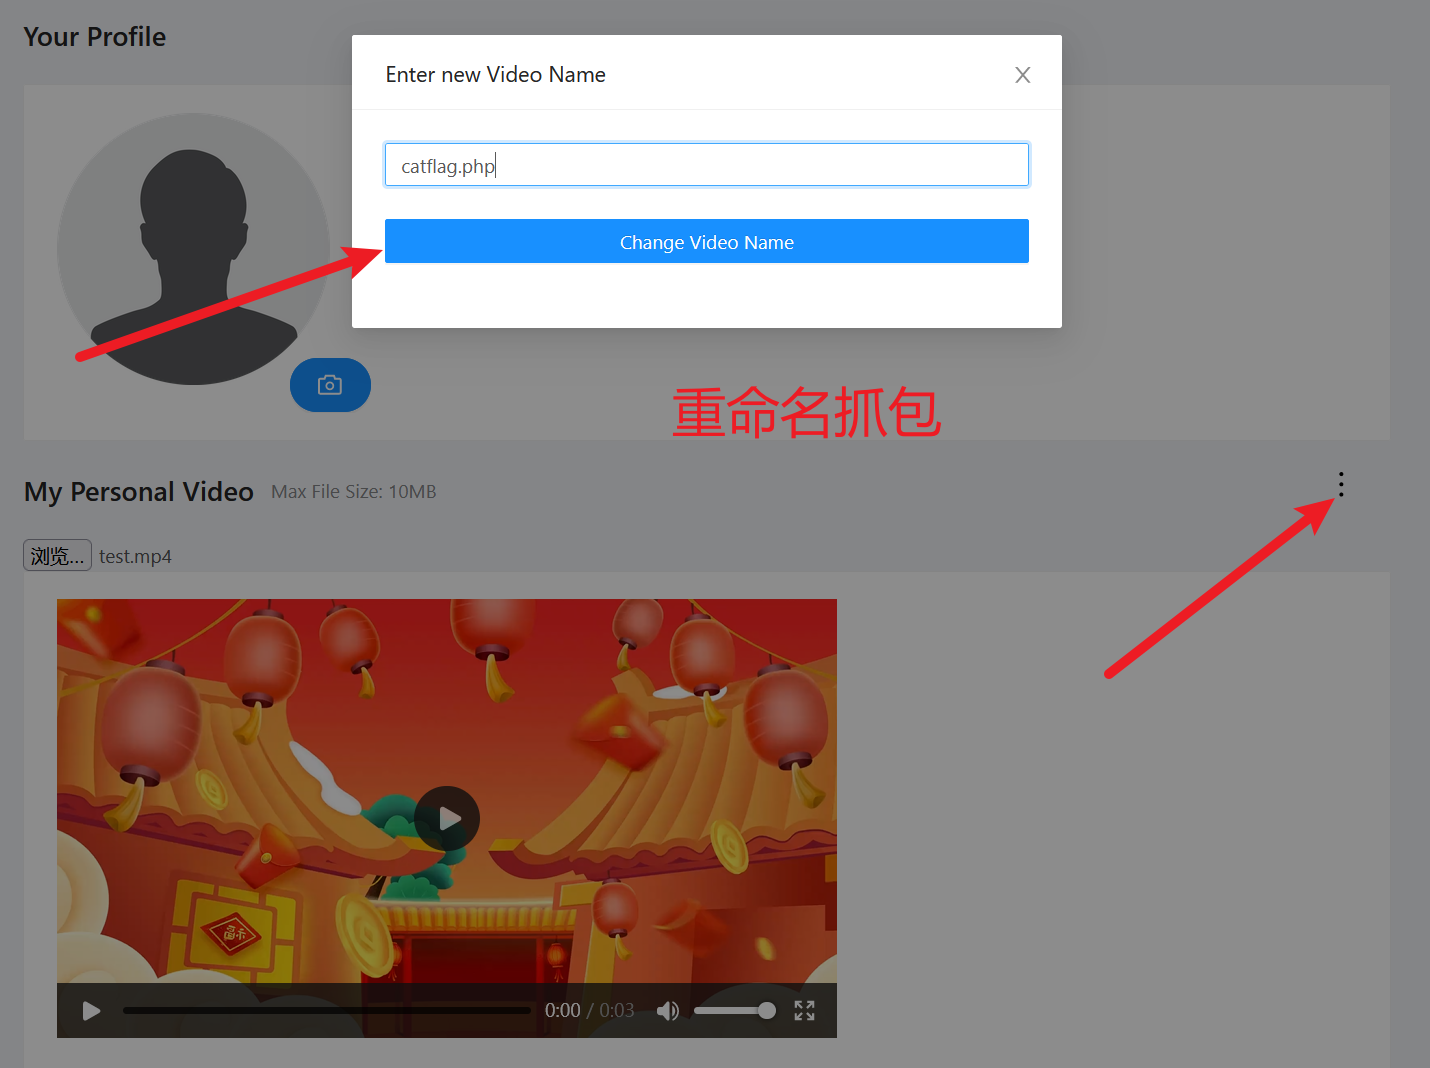 Your Profile
Enter new Video Name
catflag.php
Change Video Name
重命名抓包
My Personal Video Max File Size: 10MB
浏览... test.mp4
0:00 / 0:03